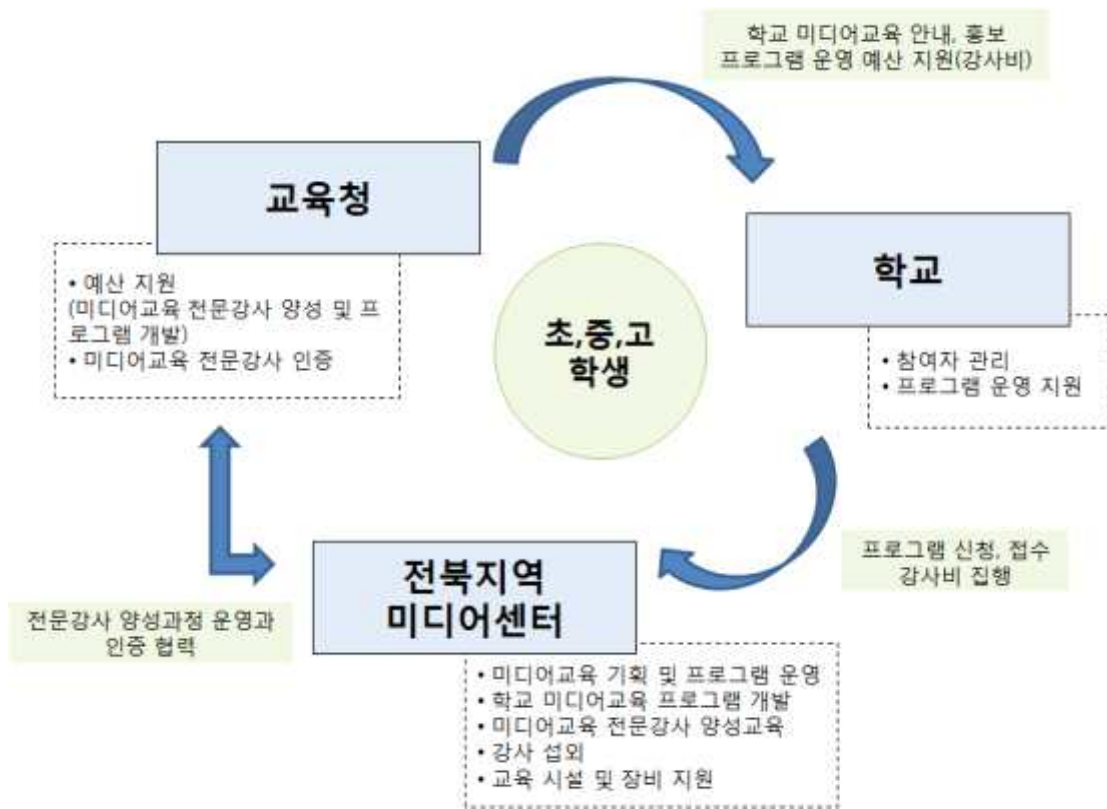 학교 미디어교육 안내, 홍보
프로그램 운영 예산 지원(강사비)
교육청
• 예산 지원
(미디어교육 전문강사 양성 및 프
로그램 개발)
• 미디어교육 전문강사 인증
학교
• 참여자 관리
• 프로그램 운영 지원
초,중,고
학생
프로그램 신청, 접수
강사비 집행
전북지역
미디어센터
• 미디어교육 기획 및 프로그램 운영
• 학교 미디어교육 프로그램 개발
• 미디어교육 전문강사 양성교육
• 강사 섭외
• 교육 시설 및 장비 지원
전문강사 양성과정 운영과
인증 협력